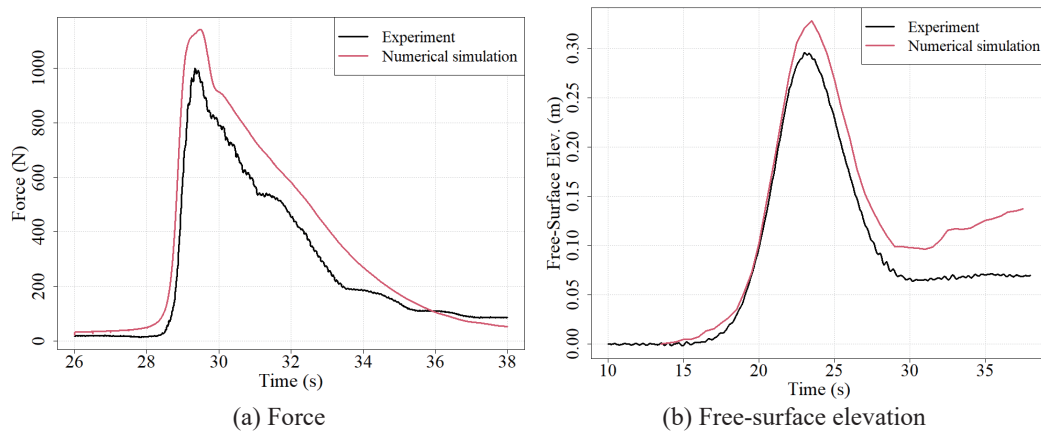 Experiment
Numerical simulation
Force (N)
0
200
400
600
800
1000
26
28
30
32
34
36
38
Time (s)
(a) Force
Experiment
Numerical simulation
Free-Surface Elev. (m)
0.00
0.05
0.10
0.15
0.20
0.25
0.30
10
15
20
25
30
35
Time (s)
(b) Free-surface elevation